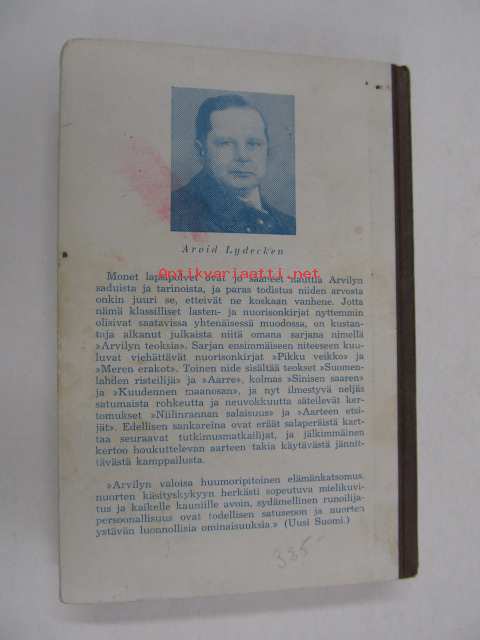 Arvid Lydecken
Antikvariaatti.net
Monet lapsipolvet ovat jo saaneet nauttia Arvilyn
saduista ja tarinoista, ja paras todistus niiden arvosta
onkin juuri se, etteivät ne koskaan vanhene. Jotta
nämä klassilliset lasten- ja nuorisonkirjat nyttemmin
olisivat saatavissa yhtenäisessä muodossa, on kustan-
taja alkanut julkaista niitä omana sarjana nimellä
»Arvilyn teoksia». Sarjan ensimmäiseen niteeseen kuu-
luvat viehättävät nuorisonkirjat »Pikku veikko» ja
»Meren erakot». Toinen nide sisältää teokset »Suomen-
lahden risteilijä» ja »Aarre», kolmas »Sinisen saaren»
ja »Kuudennen maanosan», ja nyt ilmestyvä neljäs
satumaista rohkeutta ja neuvokkuutta säteilevät ker-
tomukset »Niilinrannan salaisuus» ja »Aarteen etsi-
jät». Edellisen sankareina ovat eräät salaperäistä kart-
taa seuraavat tutkimusmatkailijat, ja jälkimmäinen
kertoo houkuttelevan aarteen takia käytävästä jännit-
tävästä kamppailusta.
»Arvilyn valoisa huumoripitoinen elämänkatsomus,
nuorten käsityskykyyn herkästi sopeutuva mielikuvi-
tus ja kaikelle kauniille avoin, sydämellinen runoilija-
persoonallisuus ovat todellisen satusepon ja nuorten
ystävän luonnollisia ominaisuuksia.» (Uusi Suomi.)
335-